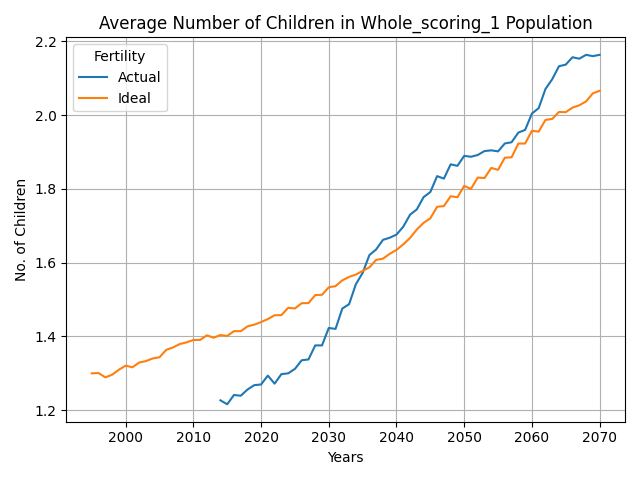 Average Number of Children in Whole_scoring_1 Population
Fertility
Actual
Ideal
No. of Children
2.2
2.0
1.8
1.6
1.4
1.2
2000 2010 2020 2030 2040 2050 2060 2070
Years